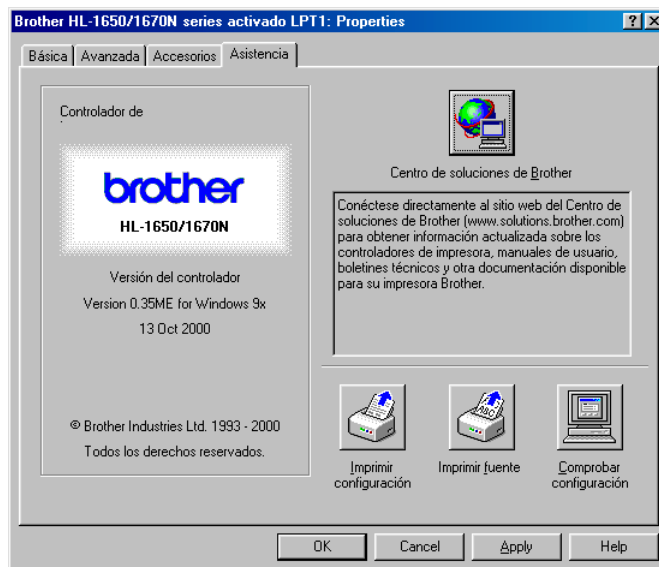 Brother HL-1650/1670N series activado LPT1: Properties
Básica
Avanzada
Accesorios
Asistencia
Controlador de
brother
HL-1650/1670N
Versión del controlador
Version 0.35ME for Windows 9x
13 Oct 2000
© Brother Industries Ltd. 1993 - 2000
Todos los derechos reservados.
Centro de soluciones de Brother
Conéctese directamente al sitio web del Centro de
soluciones de Brother (www.solutions.brother.com)
para obtener información actualizada sobre los
controladores de impresora, manuales de usuario,
boletines técnicos y otra documentación disponible
para su impresora Brother.
Imprimir
configuración
Imprimir fuente
Comprobar
configuración
OK
Cancel
Apply
Help